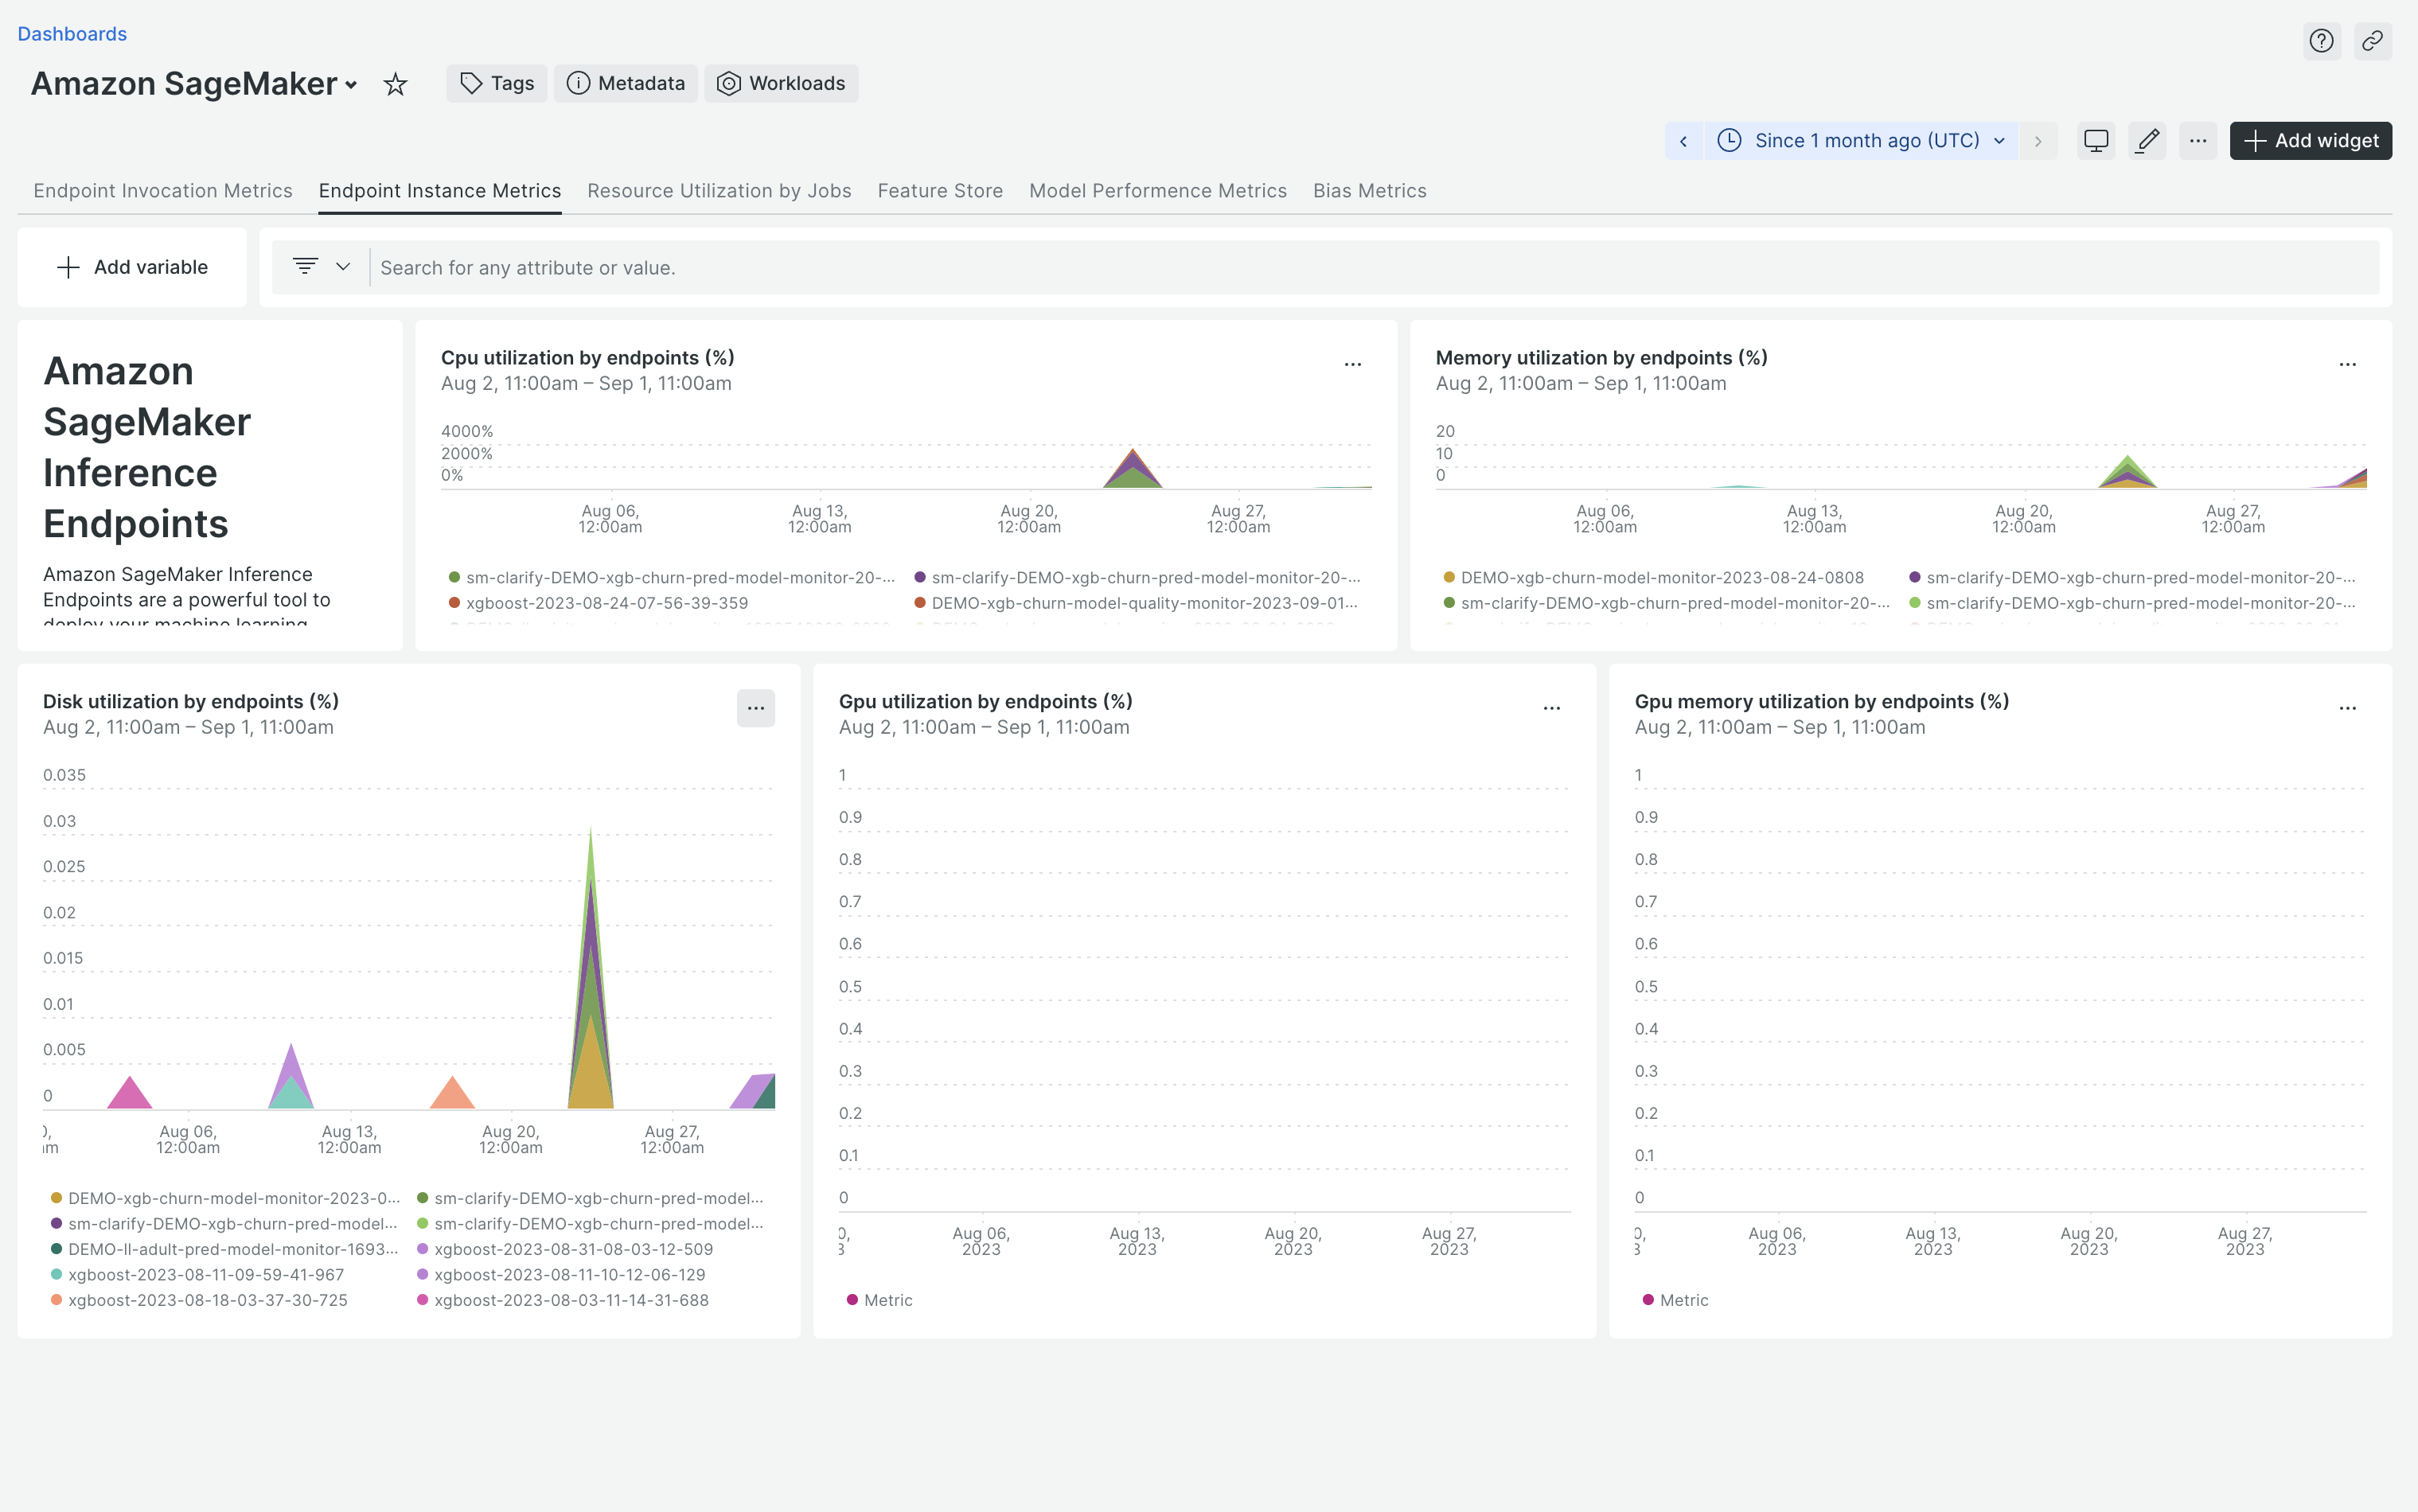 Dashboards
Amazon SageMaker
Tags
Metadata
Workloads
Since 1 month ago (UTC)
Add widget
Endpoint Invocation Metrics
Endpoint Instance Metrics
Resource Utilization by Jobs
Feature Store
Model Performence Metrics
Bias Metrics
Add variable
Search for any attribute or value.
Amazon
SageMaker
Inference
Endpoints
Amazon SageMaker Inference
Endpoints are a powerful tool to
deploy your machine learning
Cpu utilization by endpoints (%)
Aug 2, 11:00am – Sep 1, 11:00am
4000%
2000%
0%
Aug 06,
12:00am
Aug 13,
12:00am
Aug 20,
12:00am
Aug 27,
12:00am
sm-clarify-DEMO-xgb-churn-pred-model-monitor-20-...
sm-clarify-DEMO-xgb-churn-pred-model-monitor-20-...
xgboost-2023-08-24-07-56-39-359
DEMO-xgb-churn-model-quality-monitor-2023-09-01...
Memory utilization by endpoints (%)
Aug 2, 11:00am – Sep 1, 11:00am
20
10
0
Aug 06,
12:00am
Aug 13,
12:00am
Aug 20,
12:00am
Aug 27,
12:00am
DEMO-xgb-churn-model-monitor-2023-08-24-0808
sm-clarify-DEMO-xgb-churn-pred-model-monitor-20-...
sm-clarify-DEMO-xgb-churn-pred-model-monitor-20-...
sm-clarify-DEMO-xgb-churn-pred-model-monitor-20-...
Disk utilization by endpoints (%)
Aug 2, 11:00am – Sep 1, 11:00am
0.035
0.03
0.025
0.02
0.015
0.01
0.005
0
Aug 06,
12:00am
Aug 13,
12:00am
Aug 20,
12:00am
Aug 27,
12:00am
DEMO-xgb-churn-model-monitor-2023-0...
sm-clarify-DEMO-xgb-churn-pred-model...
sm-clarify-DEMO-xgb-churn-pred-model...
sm-clarify-DEMO-xgb-churn-pred-model...
DEMO-ll-adult-pred-model-monitor-1693...
xgboost-2023-08-31-08-03-12-509
xgboost-2023-08-11-09-59-41-967
xgboost-2023-08-11-10-12-06-129
xgboost-2023-08-18-03-37-30-725
xgboost-2023-08-03-11-14-31-688
Gpu utilization by endpoints (%)
Aug 2, 11:00am – Sep 1, 11:00am
1
0.9
0.8
0.7
0.6
0.5
0.4
0.3
0.2
0.1
0
Aug 06,
2023
Aug 13,
2023
Aug 20,
2023
Aug 27,
2023
Metric
Gpu memory utilization by endpoints (%)
Aug 2, 11:00am – Sep 1, 11:00am
1
0.9
0.8
0.7
0.6
0.5
0.4
0.3
0.2
0.1
0
Aug 06,
2023
Aug 13,
2023
Aug 20,
2023
Aug 27,
2023
Metric